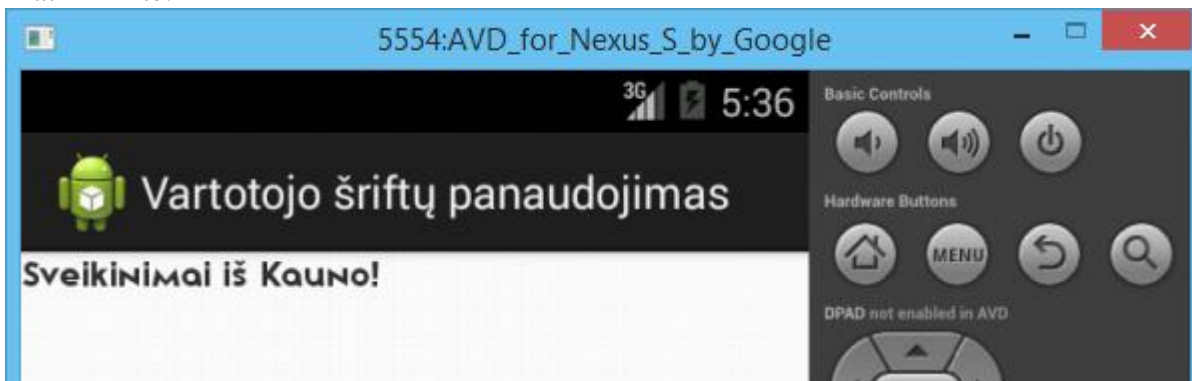 5554:AVD_for_Nexus_S_by_Google
3G 5:36
Vartotojo šriftų panaudojimas
Sveikinimai iš Kauno!
Basic Controls
Hardware Buttons
MENU
DPAD not enabled in AVD